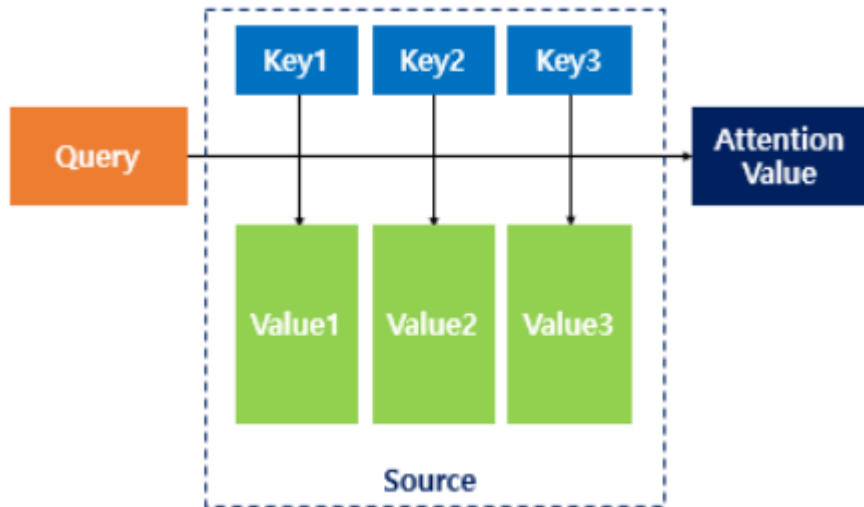 Key1
Key2
Key3
Query
Attention
Value
Value1
Value2
Value3
Source